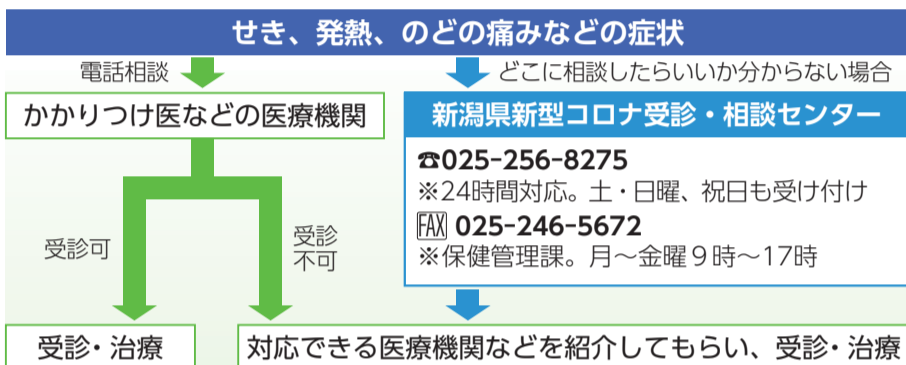 せき、発熱、のどの痛みなどの症状
電話相談
どこに相談したらいいか分からない場合
かかりつけ医などの医療機関
新潟県新型コロナ受診・相談センター
☎025-256-8275
※24時間対応。土・日曜、祝日も受け付け
FAX 025-246-5672
※保健管理課。月～金曜9時～17時
受診可
受診
不可
受診・治療
対応できる医療機関などを紹介してもらい、受診・治療